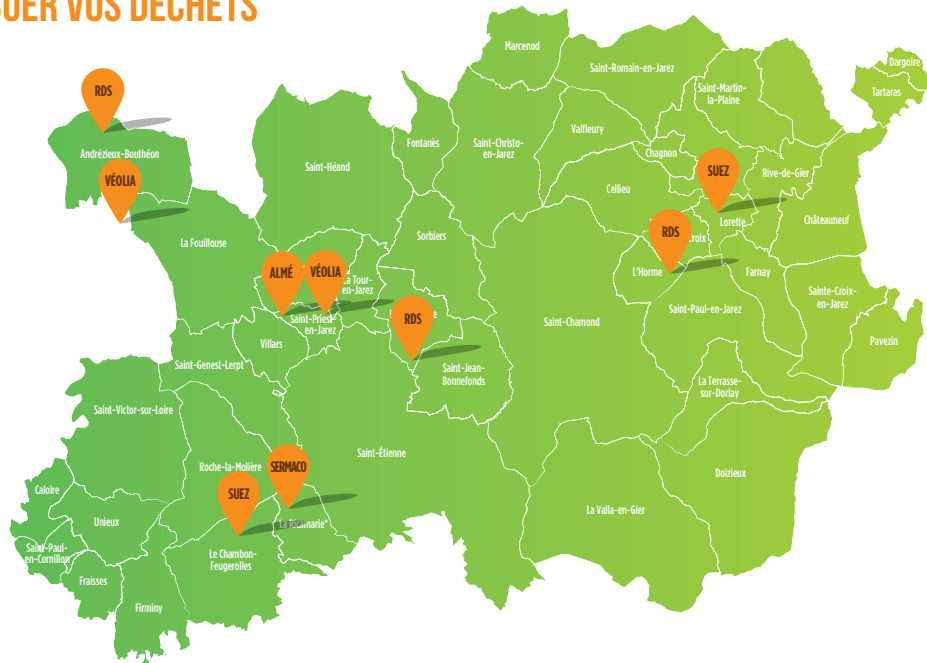 VOS DÉCHETS
Marcenod
Dargoire
Saint-Romain-en-Jarez
Saint-Martin-
la-Plaine
Tartaras
RDS
Valfleury
Fontanès
Saint-Christo-
en-Jarez
Andrézieux-Bouthéon
Chagnon
Saint-Héand
SUEZ
Rive-de-Gier
VÉOLIA
Cellieu
Châteauneuf
Lorette
RDS
Sorbiers
La Fouillouse
L'Horme
Farnay
ALMÉ
VÉOLIA
Tour-
en-Jarez
Sainte-Croix-
en-Jarez
Saint-Paul-en-Jarez
RDS
Saint-Priest-
en-Jarez
Saint-Chamond
Villars
Pavezin
Saint-Genest-Lerpt
Saint-Jean-
Bonnefonds
La Terrasse-
sur-Dorlay
Saint-Victor-sur-Loire
Saint-Étienne
Roche-la-Molière
SERMACO
Doizieux
Caloire
SUEZ
La Valla-en-Gier
Unieux
Saint-Paul-
en-Cornillon
Le Chambon-
Feugerolles
Fraisses
Firminy